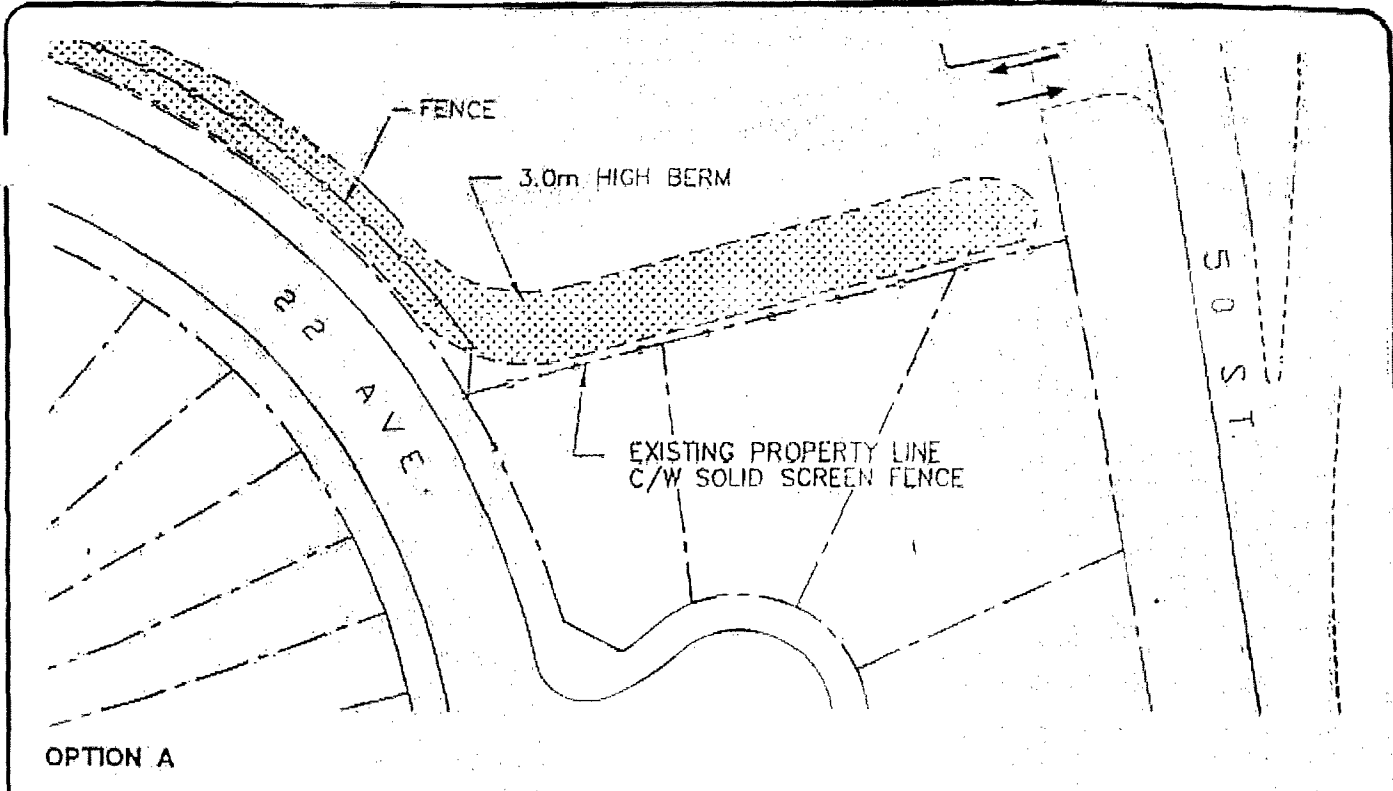 FENCE
3.0m HIGH BERM
50 ST.
22 AVE.
EXISTING PROPERTY LINE
C/W SOLID SCREEN FENCE
OPTION A